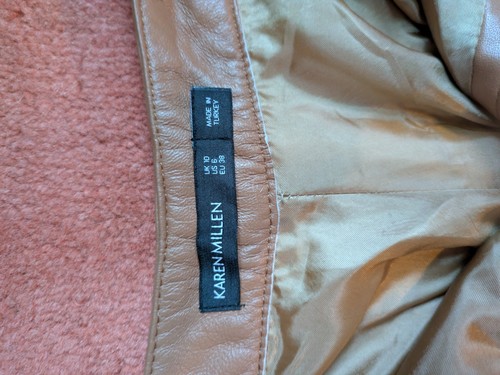 KAREN MILLEN
UK 10
US 6
EU 38
MADE IN
TURKEY